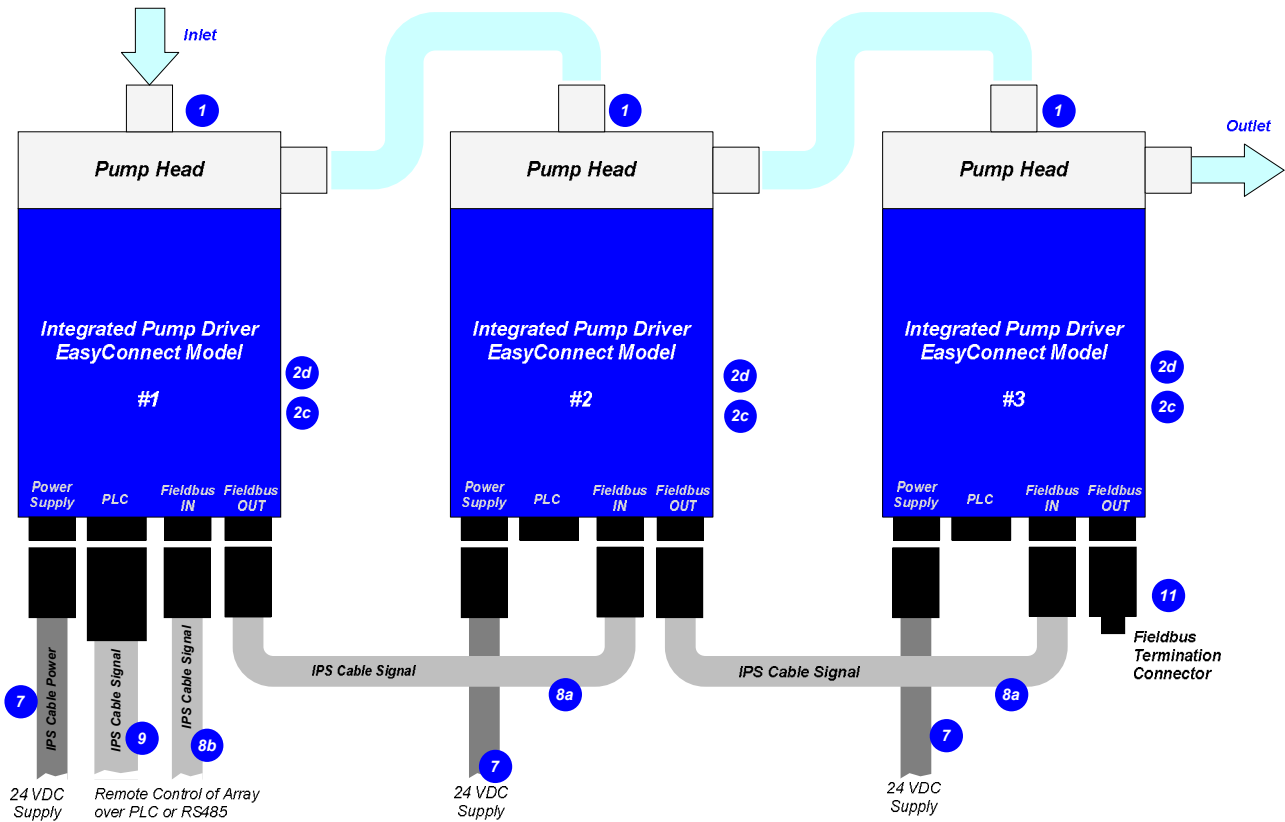 Inlet
1
1
1
Outlet
Pump Head
Pump Head
Pump Head
Integrated Pump Driver
EasyConnect Model
#1
2d
2c
Integrated Pump Driver
EasyConnect Model
#2
2d
2c
Integrated Pump Driver
EasyConnect Model
#3
2d
2c
Power
Supply
PLC
Fieldbus
IN
Fieldbus
OUT
Power
Supply
PLC
Fieldbus
IN
Fieldbus
OUT
Power
Supply
PLC
Fieldbus
IN
Fieldbus
OUT
11
Fieldbus
Termination
Connector
IPS Cable Power
IPS Cable Signal
IPS Cable Signal
IPS Cable Signal
IPS Cable Signal
7
9
8b
8a
7
8a
7
24 VDC
Supply
Remote Control of Array
over PLC or RS485
24 VDC
Supply
24 VDC
Supply